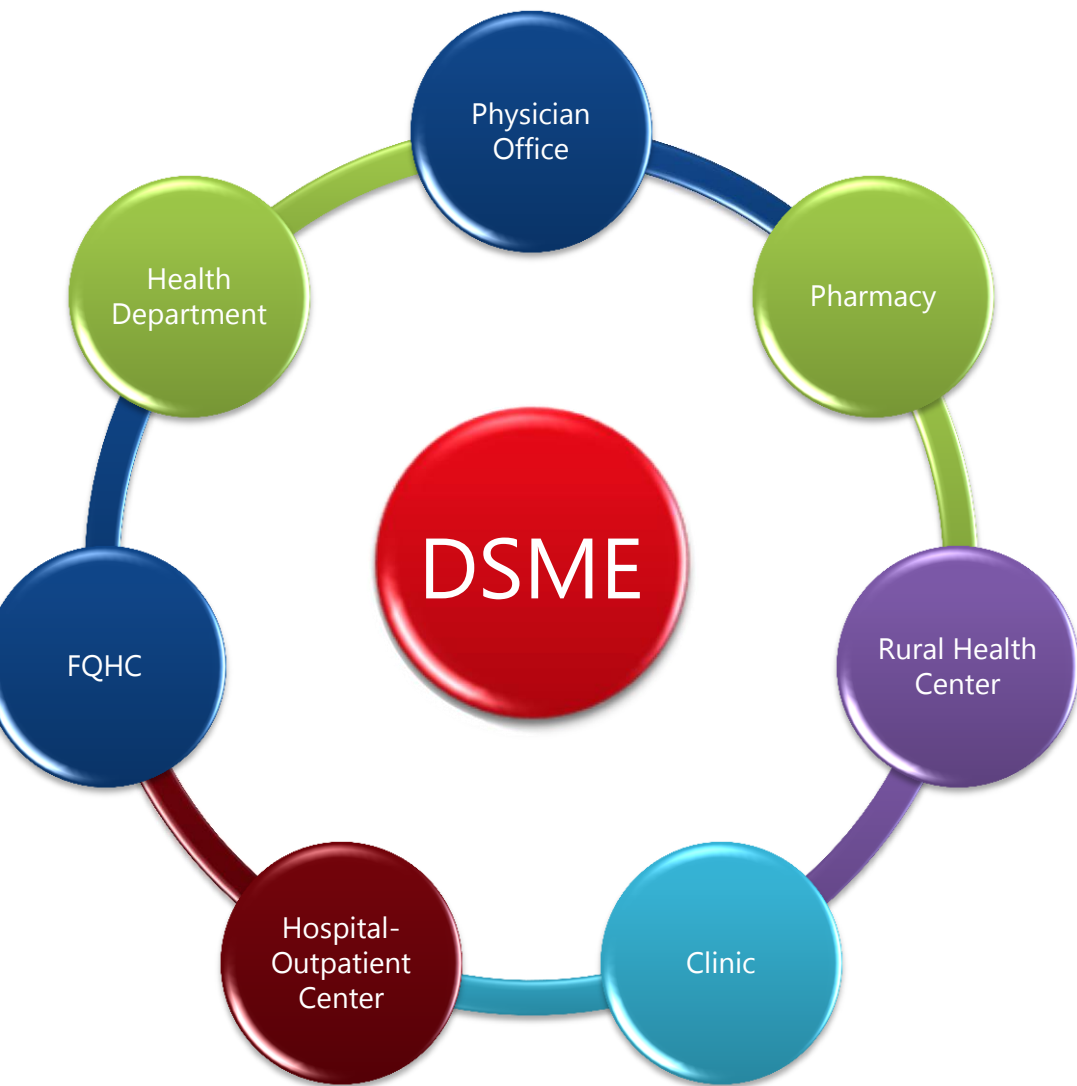 Physician
Office
Pharmacy
Rural Health
Center
Clinic
Hospital-
Outpatient
Center
FQHC
Health
Department
DSME